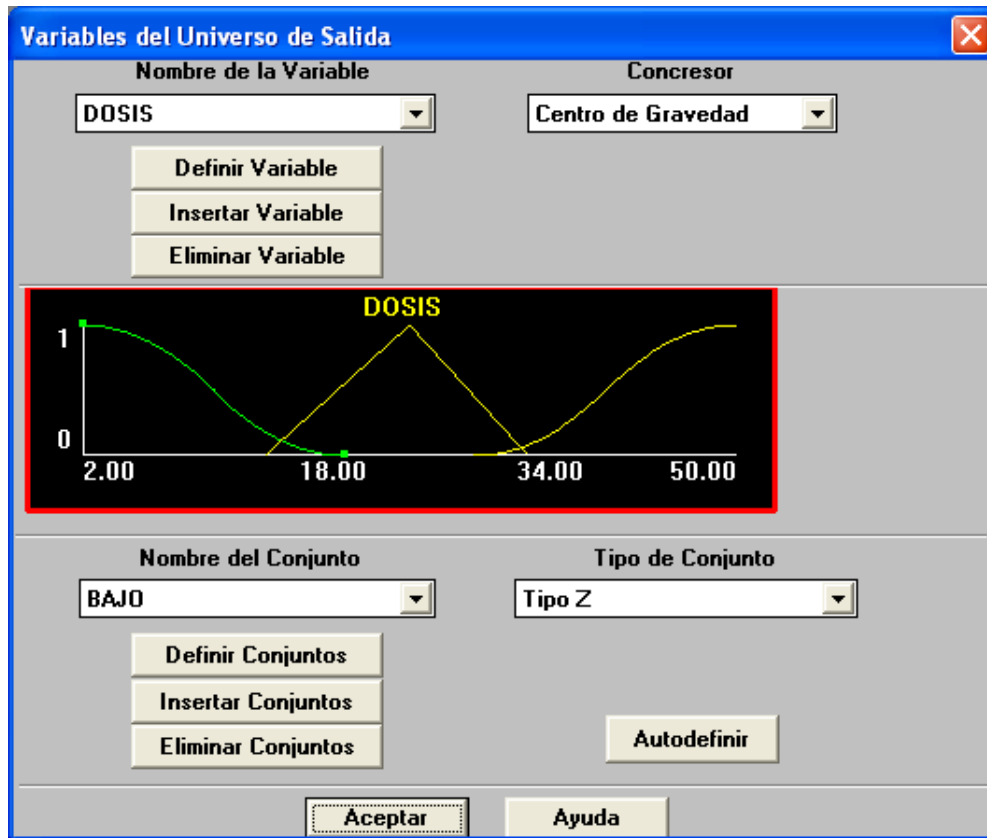 Variables del Universo de Salida
Nombre de la Variable
Concresor
DOSIS
Centro de Gravedad
Definir Variable
Insertar Variable
Eliminar Variable
DOSIS
1
0
2.00 18.00 34.00 50.00
Nombre del Conjunto
Tipo de Conjunto
BAJO
Tipo Z
Definir Conjuntos
Insertar Conjuntos
Eliminar Conjuntos
Autodefinir
Aceptar
Ayuda